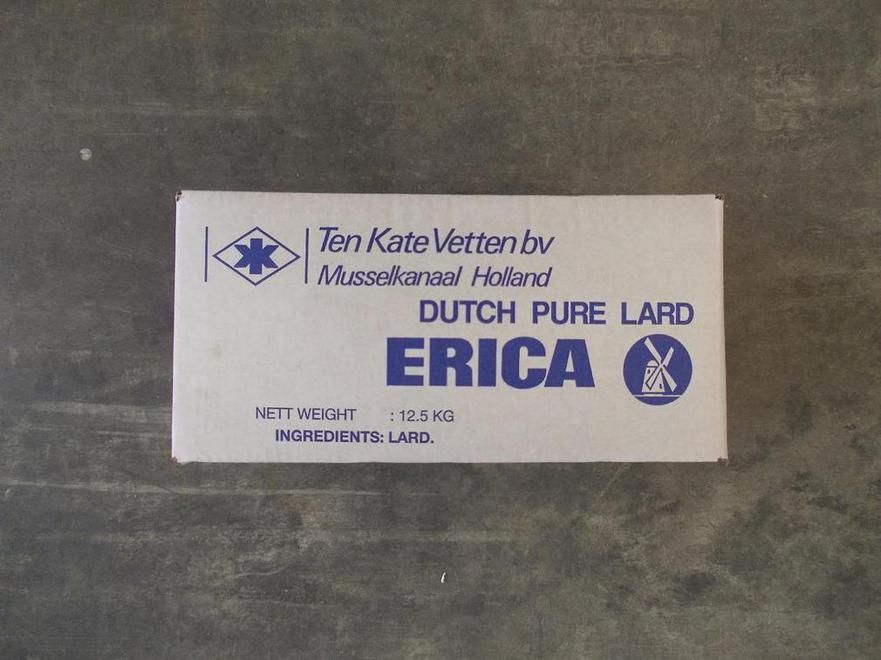 Ten Kate Vetten bv
Musselkanaal Holland
DUTCH PURE LARD
ERICA
NETT WEIGHT : 12.5 KG
INGREDIENTS: LARD.